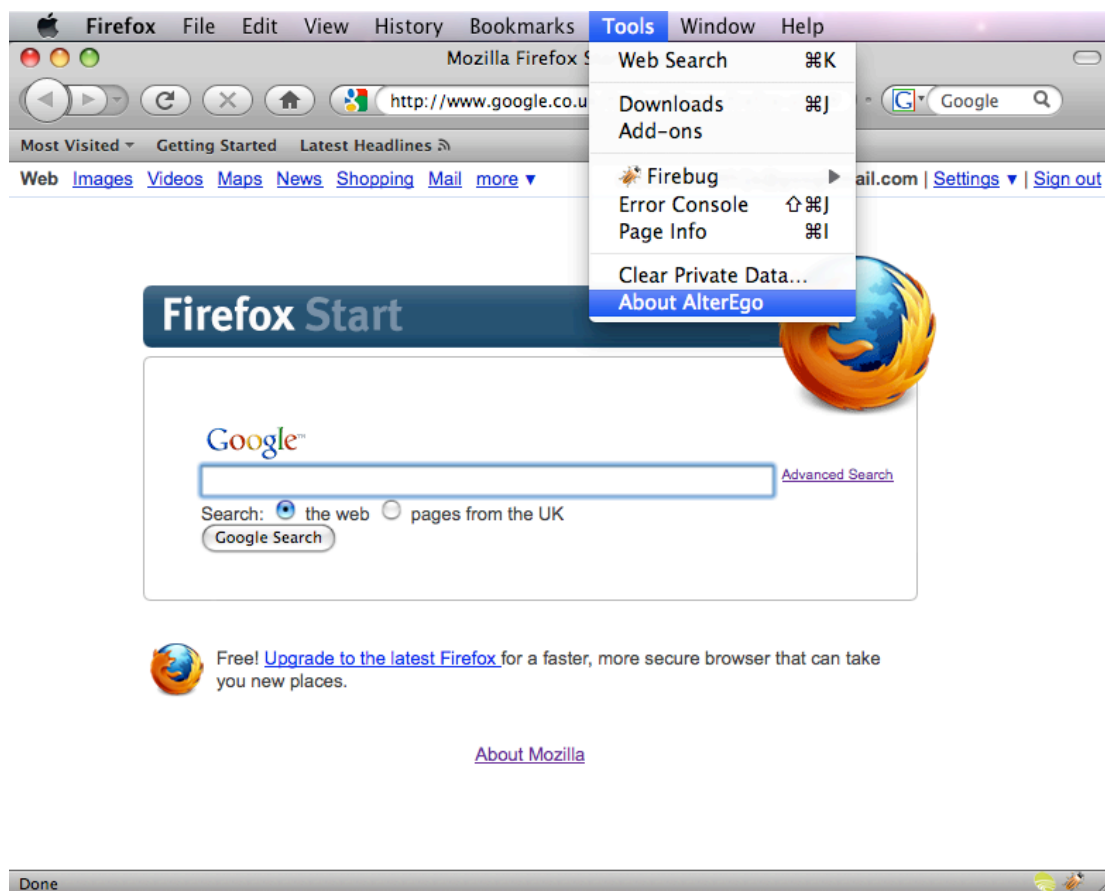 Firefox File Edit View History Bookmarks Tools Window Help
Mozilla Firefox
Web Search ⌘K
http://www.google.co.u
Google
Downloads ⌘J
Add-ons
Most Visited Getting Started Latest Headlines
Web Images Videos Maps News Shopping Mail more ▼
Firebug ▶
ail.com | Settings ▼ | Sign out
Error Console ⇧⌘J
Page Info ⌘I
Clear Private Data...
About AlterEgo
Firefox Start
Google™
Advanced Search
Search: the web pages from the UK
Google Search
Free! Upgrade to the latest Firefox for a faster, more secure browser that can take
you new places.
About Mozilla
Done